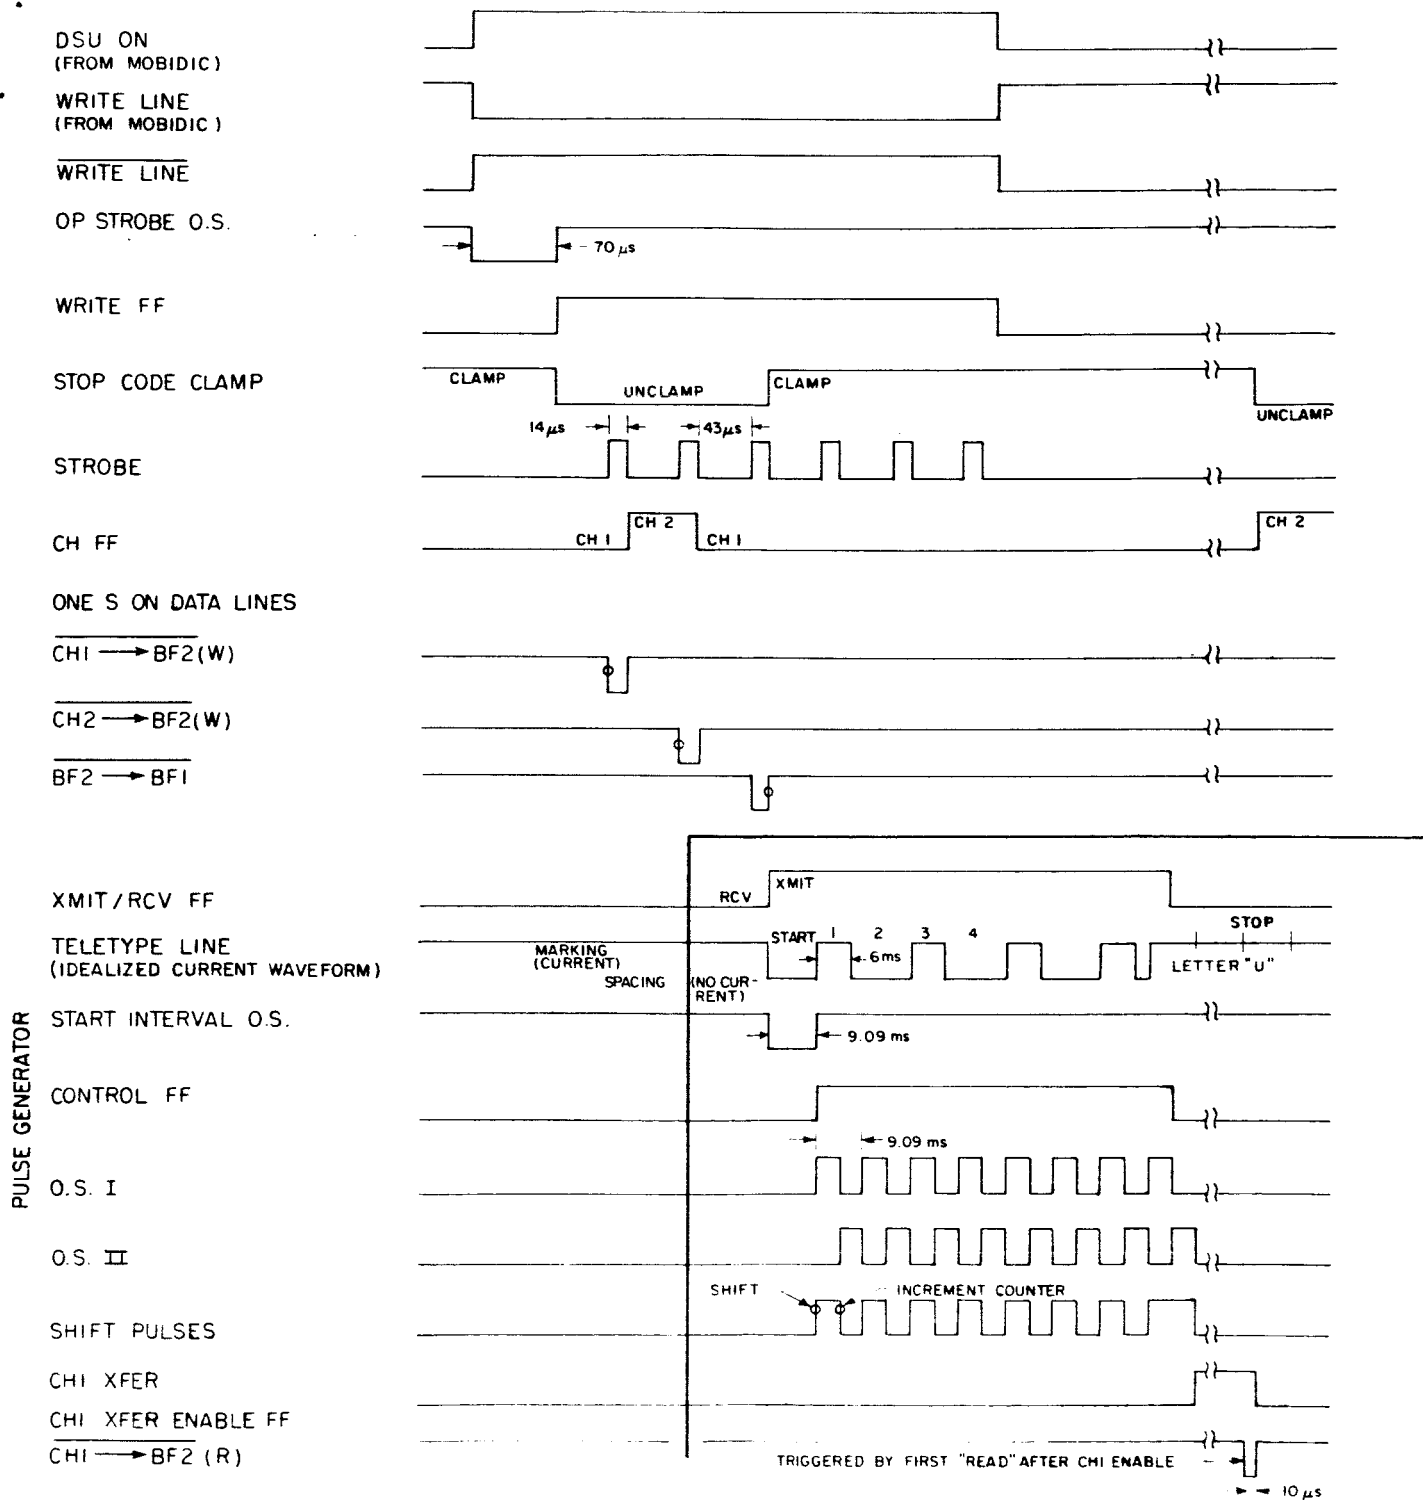 DSU ON
(FROM MOBIDIC)
WRITE LINE
(FROM MOBIDIC)
WRITE LINE
OP STROBE O.S.
70 μs
WRITE FF
STOP CODE CLAMP
CLAMP
UNCLAMP
CLAMP
UNCLAMP
14 μs
43 μs
STROBE
CH FF
CH 1
CH 2
CH 1
CH 2
ONE S ON DATA LINES
CH1 → BF2 (W)
CH2 → BF2 (W)
BF2 → BF1
XMIT/RCV FF
RCV
XMIT
STOP
TELETYPE LINE
(IDEALIZED CURRENT WAVEFORM)
MARKING
(CURRENT)
SPACING
(NO CUR-
RENT)
START 1 2 3 4
6 ms
LETTER "U"
START INTERVAL O.S.
9.09 ms
PULSE GENERATOR
CONTROL FF
9.09 ms
O.S. I
O.S. II
SHIFT
INCREMENT COUNTER
SHIFT PULSES
CH1 XFER
CH1 XFER ENABLE FF
CH1 → BF2 (R)
TRIGGERED BY FIRST "READ" AFTER CH1 ENABLE
10 μs